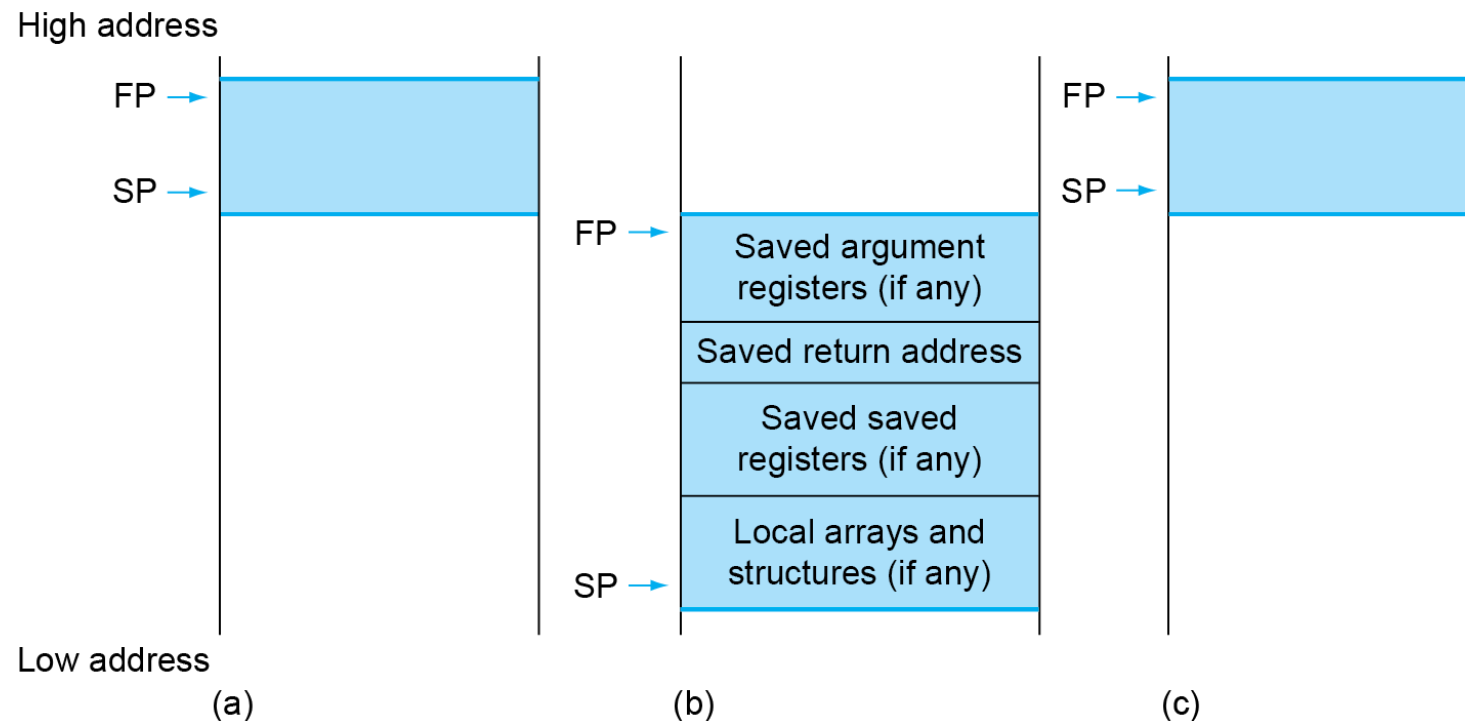 High address
FP
SP
FP
Saved argument
registers (if any)
Saved return address
Saved saved
registers (if any)
Local arrays and
structures (if any)
SP
FP
SP
Low address
(a)
(b)
(c)